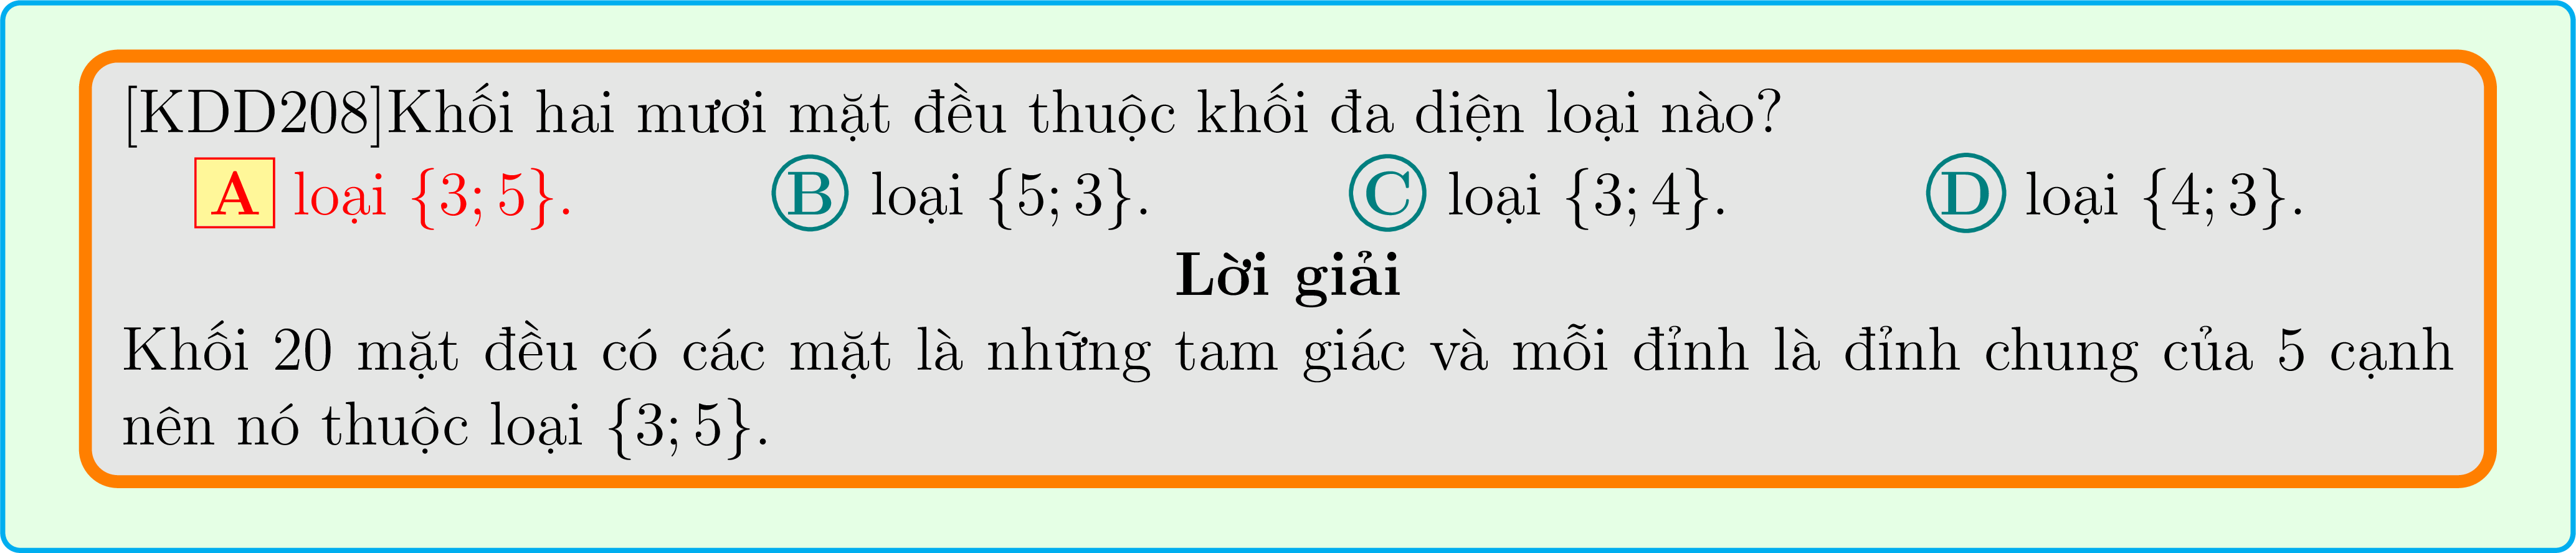 [KDD208]Khối hai mươi mặt đều thuộc khối đa diện loại nào?
A loại {3; 5}. B loại {5; 3}. C loại {3; 4}. D loại {4; 3}.
Lời giải
Khối 20 mặt đều có các mặt là những tam giác và mỗi đỉnh là đỉnh chung của 5 cạnh
nên nó thuộc loại {3; 5}.